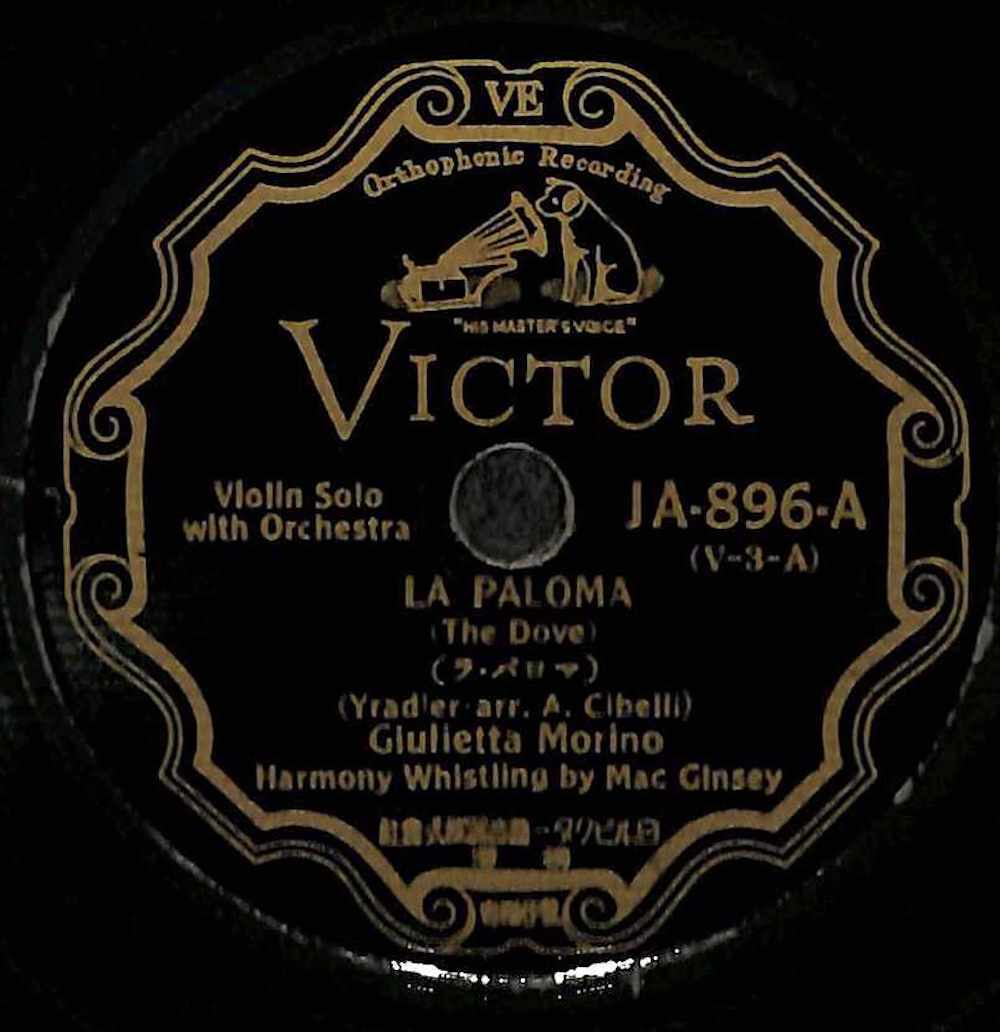 VE
Orthophonic Recording
"HIS MASTER'S VOICE"
VICTOR
Violin Solo
with Orchestra
JA-896-A
(V-3-A)
LA PALOMA
(The Dove)
(ラ・パロマ)
(Yradier-arr. A. Cibelli)
Giulietta Morino
Harmony Whistling by Mac Ginsey